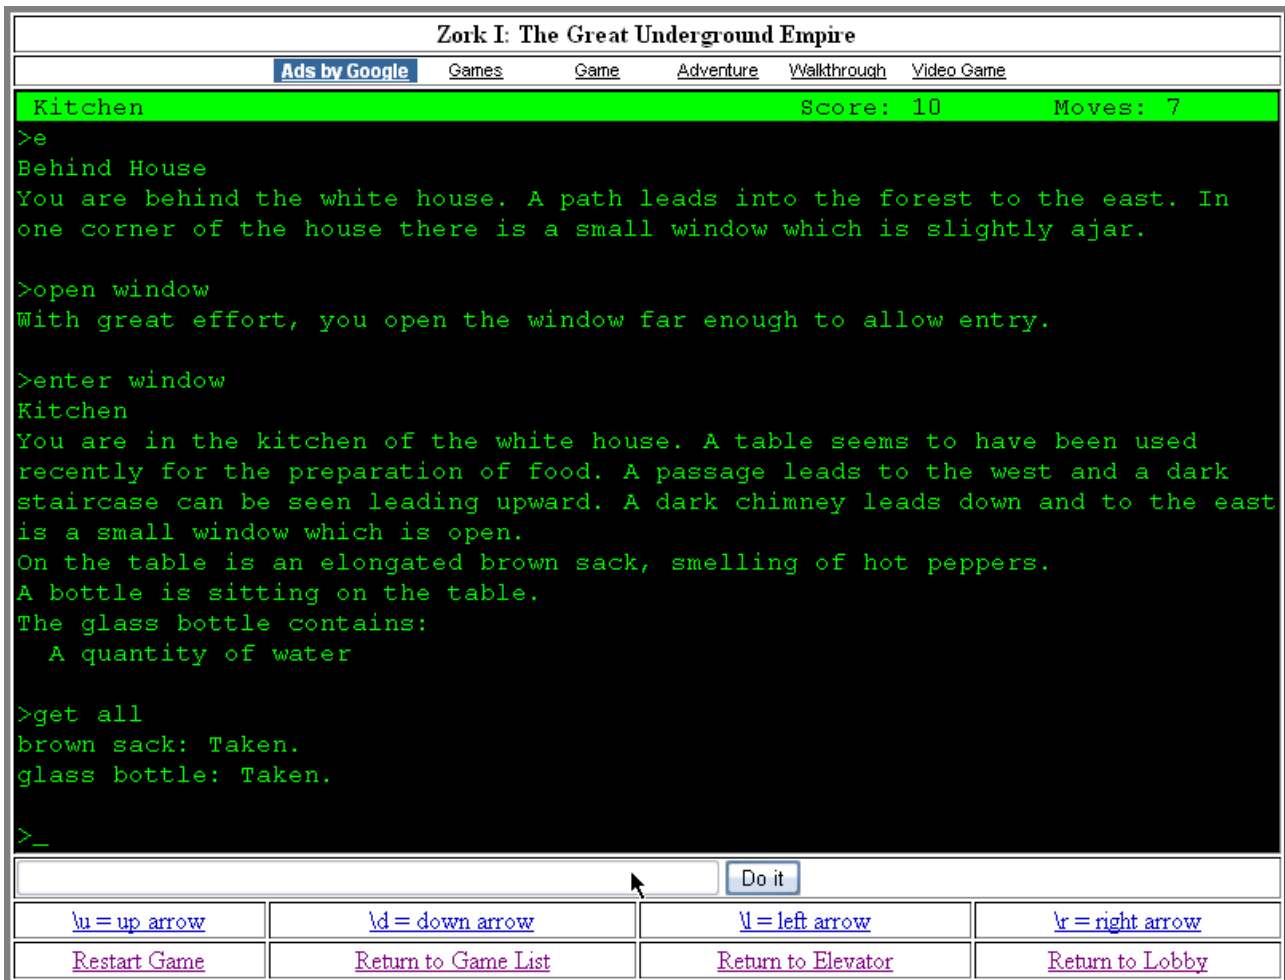 Zork I: The Great Underground Empire
Ads by Google Games Game Adventure Walkthrough Video Game
Kitchen Score: 10 Moves: 7
>e
Behind House
You are behind the white house. A path leads into the forest to the east. In
one corner of the house there is a small window which is slightly ajar.
>open window
With great effort, you open the window far enough to allow entry.
>enter window
Kitchen
You are in the kitchen of the white house. A table seems to have been used
recently for the preparation of food. A passage leads to the west and a dark
staircase can be seen leading upward. A dark chimney leads down and to the east
is a small window which is open.
On the table is an elongated brown sack, smelling of hot peppers.
A bottle is sitting on the table.
The glass bottle contains:
  A quantity of water
>get all
brown sack: Taken.
glass bottle: Taken.
>_
Do it
\u = up arrow \d = down arrow \l = left arrow \r = right arrow
Restart Game Return to Game List Return to Elevator Return to Lobby